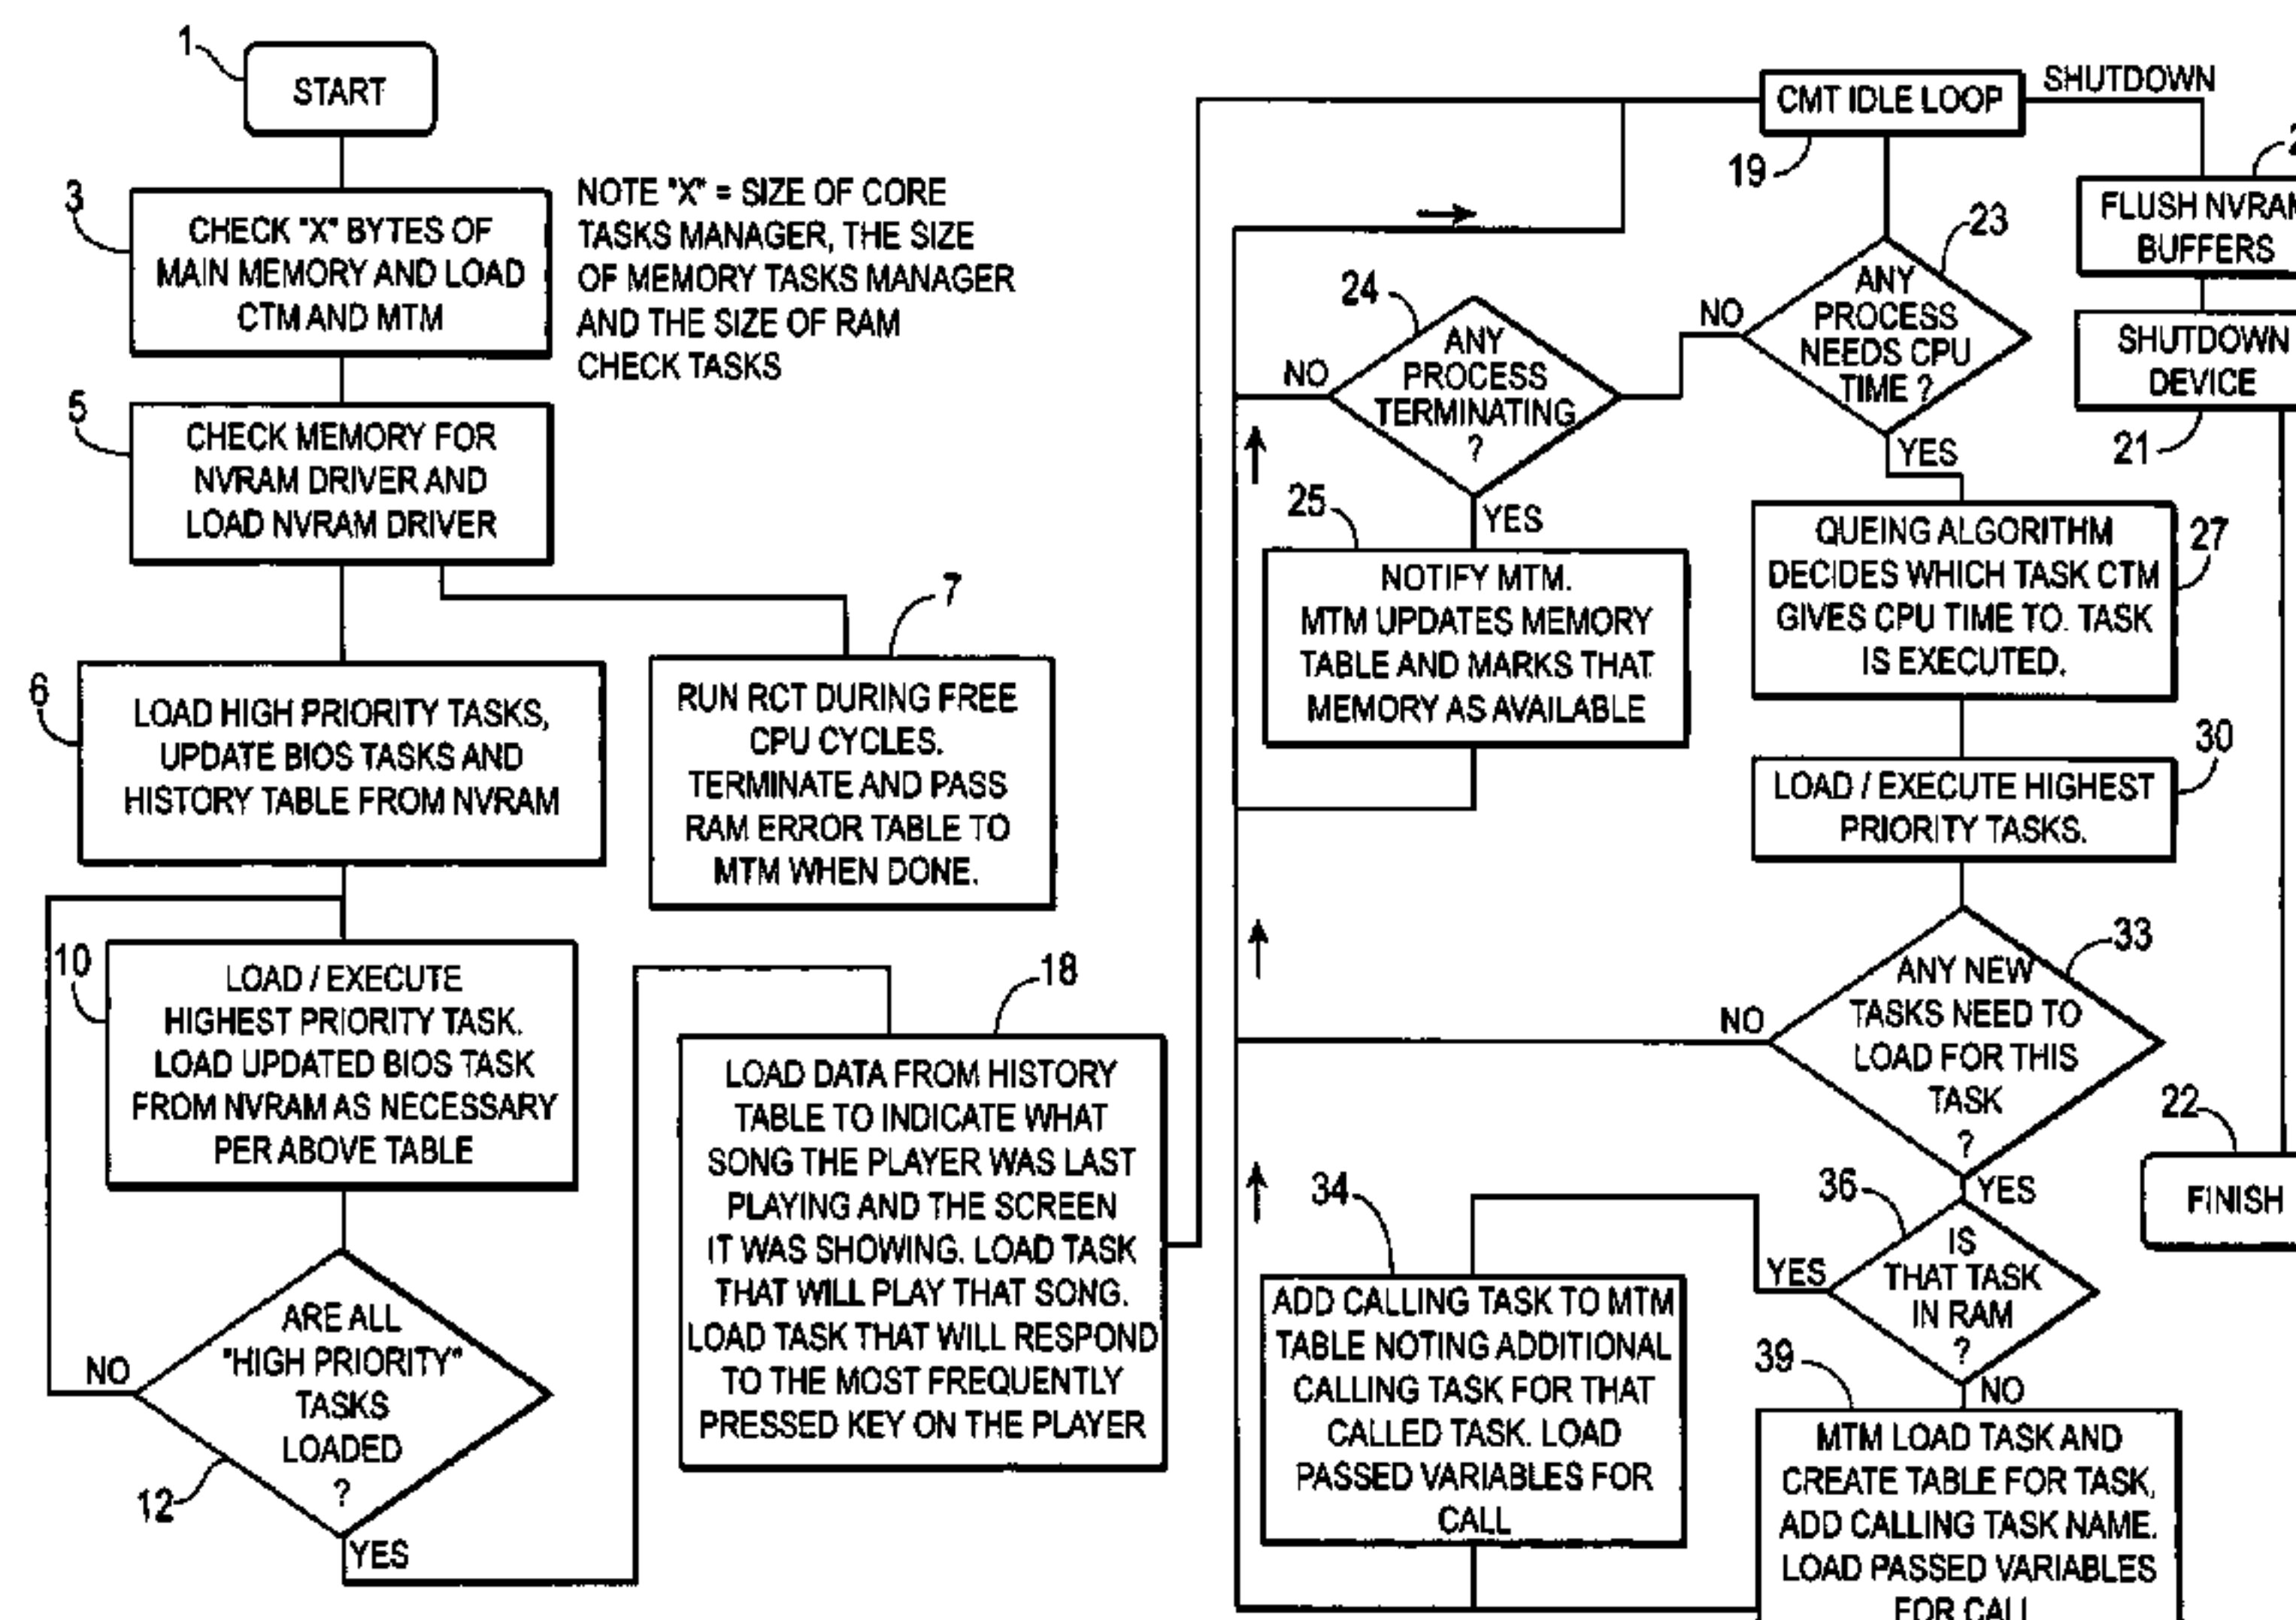 1
START
3
CHECK "X" BYTES OF
MAIN MEMORY AND LOAD
CTM AND MTM
NOTE "X" = SIZE OF CORE
TASKS MANAGER, THE SIZE
OF MEMORY TASKS MANAGER
AND THE SIZE OF RAM
CHECK TASKS
5
CHECK MEMORY FOR
NVRAM DRIVER AND
LOAD NVRAM DRIVER
7
RUN RCT DURING FREE
CPU CYCLES.
TERMINATE AND PASS
RAM ERROR TABLE TO
MTM WHEN DONE.
6
LOAD HIGH PRIORITY TASKS,
UPDATE BIOS TASKS AND
HISTORY TABLE FROM NVRAM
10
LOAD / EXECUTE
HIGHEST PRIORITY TASK.
LOAD UPDATED BIOS TASK
FROM NVRAM AS NECESSARY
PER ABOVE TABLE
NO
ARE ALL
"HIGH PRIORITY"
TASKS
LOADED
?
12
YES
18
LOAD DATA FROM HISTORY
TABLE TO INDICATE WHAT
SONG THE PLAYER WAS LAST
PLAYING AND THE SCREEN
IT WAS SHOWING. LOAD TASK
THAT WILL PLAY THAT SONG.
LOAD TASK THAT WILL RESPOND
TO THE MOST FREQUENTLY
PRESSED KEY ON THE PLAYER
CMT IDLE LOOP
19
SHUTDOWN
FLUSH NVRAM
BUFFERS
SHUTDOWN
DEVICE
21
22
FINISH
23
ANY
PROCESS
NEEDS CPU
TIME ?
NO
YES
24
ANY
PROCESS
TERMINATING
?
NO
YES
25
NOTIFY MTM.
MTM UPDATES MEMORY
TABLE AND MARKS THAT
MEMORY AS AVAILABLE
27
QUEING ALGORITHM
DECIDES WHICH TASK CTM
GIVES CPU TIME TO. TASK
IS EXECUTED.
30
LOAD / EXECUTE HIGHEST
PRIORITY TASKS.
33
ANY NEW
TASKS NEED TO
LOAD FOR THIS
TASK
?
NO
YES
36
IS
THAT TASK
IN RAM
?
YES
NO
34
ADD CALLING TASK TO MTM
TABLE NOTING ADDITIONAL
CALLING TASK FOR THAT
CALLED TASK. LOAD
PASSED VARIABLES FOR
CALL
39
MTM LOAD TASK AND
CREATE TABLE FOR TASK,
ADD CALLING TASK NAME.
LOAD PASSED VARIABLES
FOR CALL